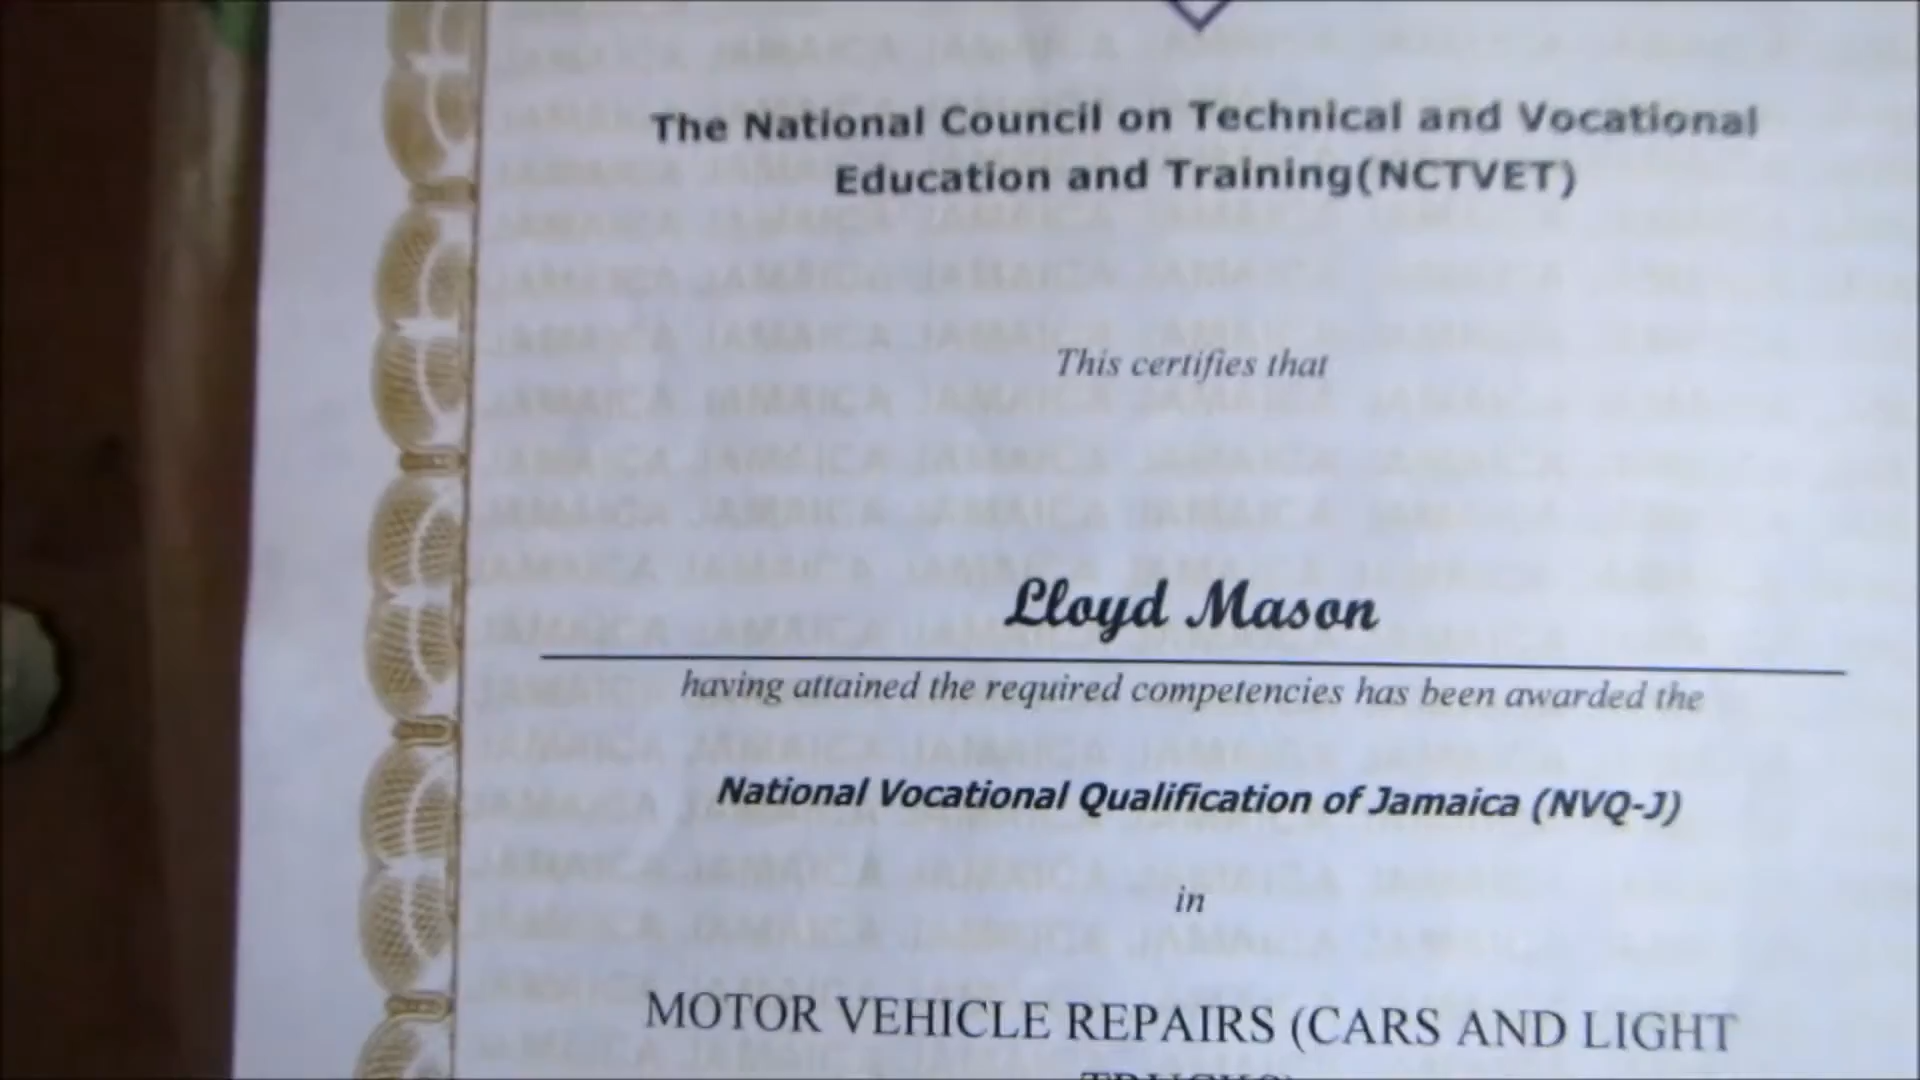 The National Council on Technical and Vocational
Education and Training(NCTVET)
This certifies that
Lloyd Mason
having attained the required competencies has been awarded the
National Vocational Qualification of Jamaica (NVQ-J)
in
MOTOR VEHICLE REPAIRS (CARS AND LIGHT